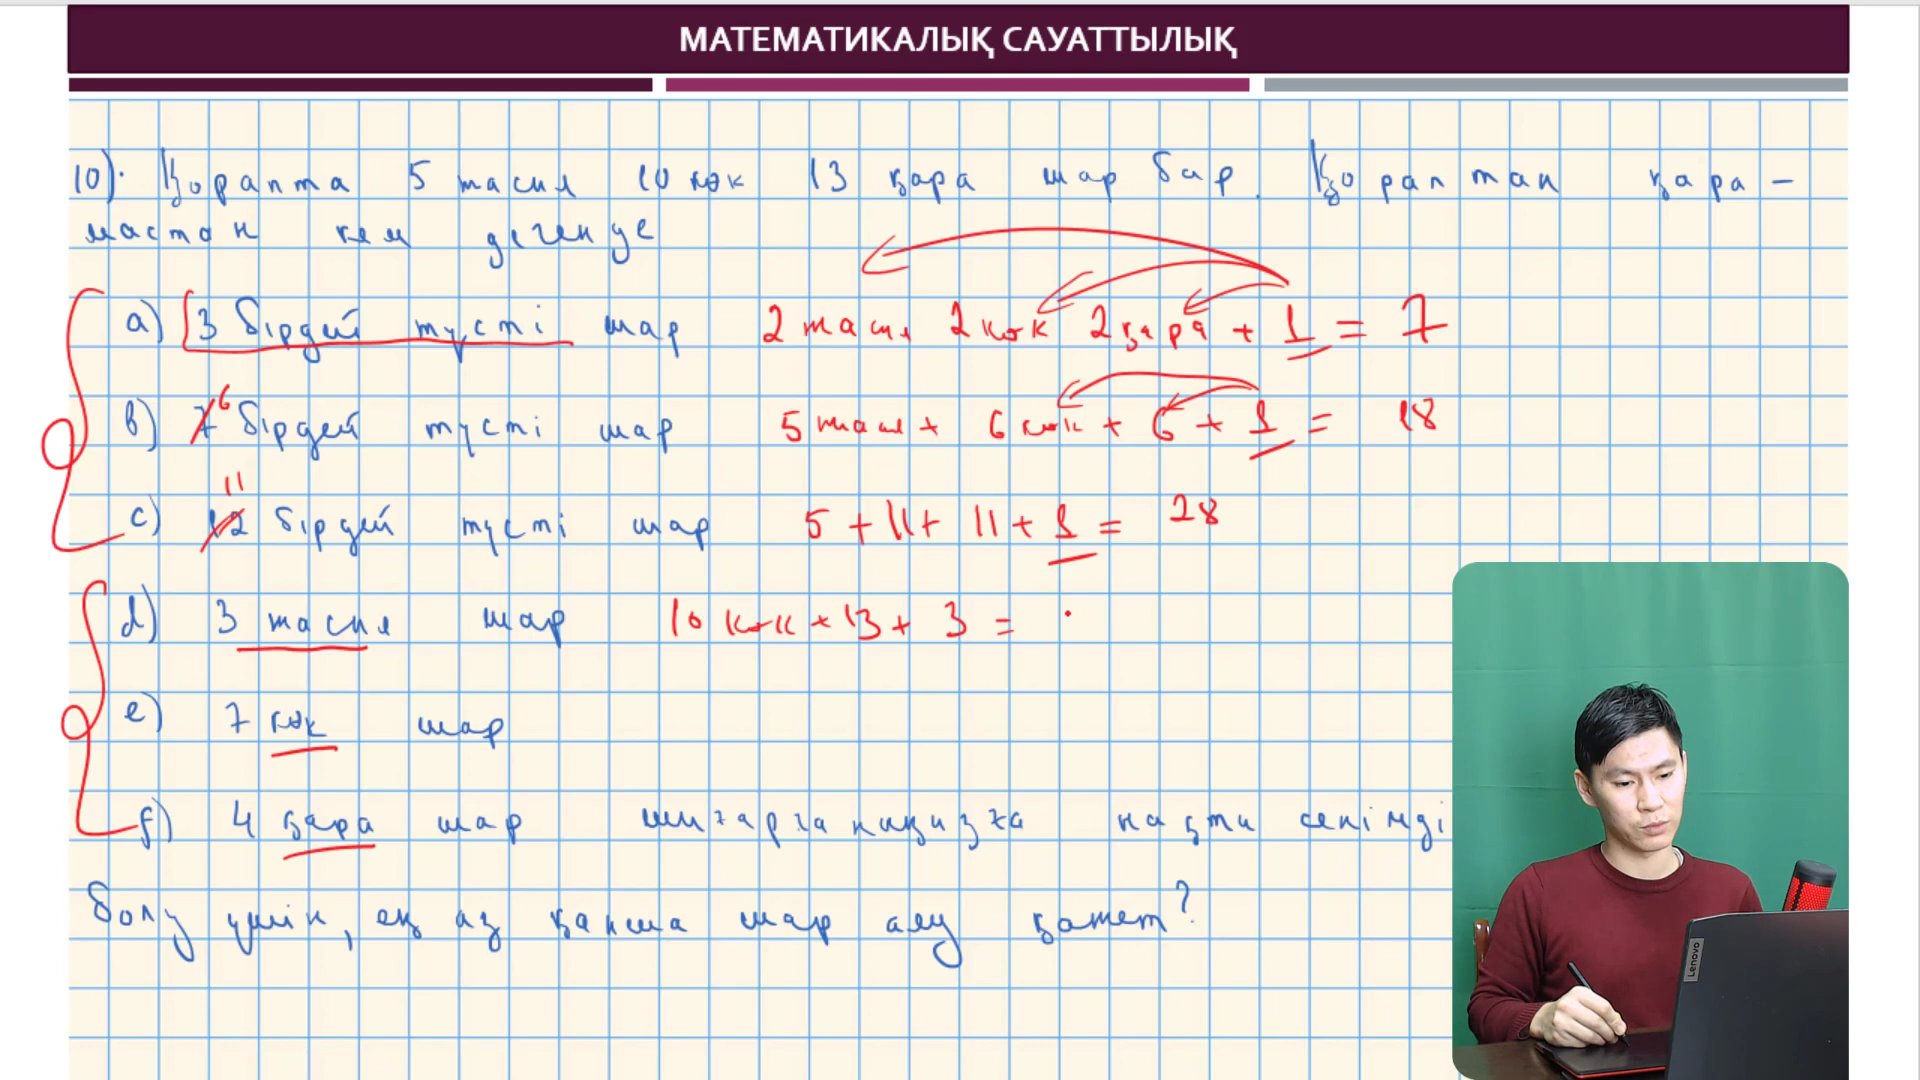 МАТЕМАТИКАЛЫҚ САУАТТЫЛЫҚ
10). Қорапта 5 жасыл 10 көк 13 қара шар бар. Қораптан қара-
мастан кем дегенде
a) 3 бірдей түсті шар 2 жасыл 2 көк 2 қара + 1 = 7
b) 7 6 бірдей түсті шар 5 жасыл + 6 көк + 6 + 1 = 18
c) 12 11 бірдей түсті шар 5 + 11 + 11 + 1 = 28
d) 3 жасыл шар 10 көк + 13 + 3 =
e) 7 көк шар
f) 4 қара шар шығарғаныңызға нақты сенімді
болу үшін, ең аз қанша шар алу қажет?
Lenovo